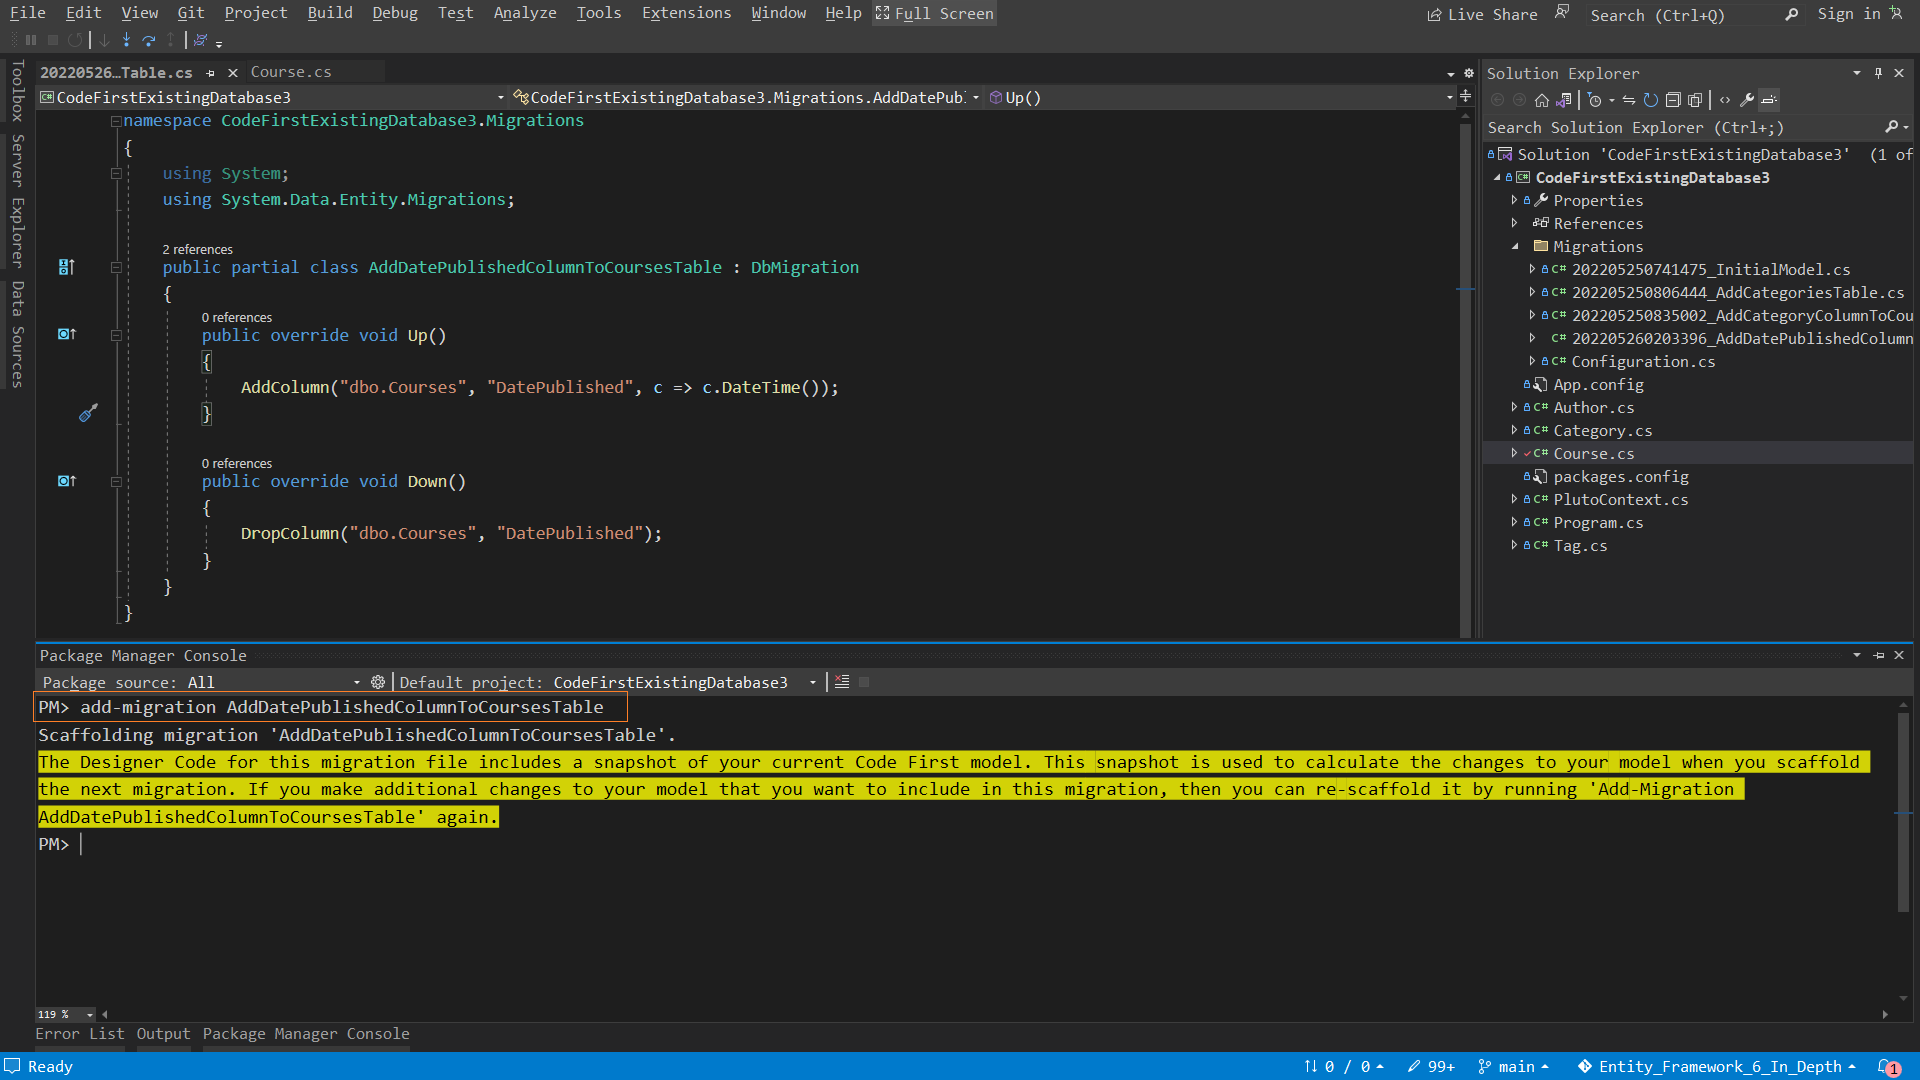 File Edit View Git Project Build Debug Test Analyze Tools Extensions Window Help Full Screen Live Share Search (Ctrl+Q) Sign in
20220526…Table.cs Course.cs
CodeFirstExistingDatabase3 CodeFirstExistingDatabase3.Migrations.AddDatePub Up()
namespace CodeFirstExistingDatabase3.Migrations
{
using System;
using System.Data.Entity.Migrations;
2 references
public partial class AddDatePublishedColumnToCoursesTable : DbMigration
{
0 references
public override void Up()
{
AddColumn("dbo.Courses", "DatePublished", c => c.DateTime());
}
0 references
public override void Down()
{
DropColumn("dbo.Courses", "DatePublished");
}
}
}
Toolbox
Server Explorer
Data Sources
Solution Explorer
Search Solution Explorer (Ctrl+;)
Solution 'CodeFirstExistingDatabase3' (1 of
CodeFirstExistingDatabase3
Properties
References
Migrations
202205250741475_InitialModel.cs
202205250806444_AddCategoriesTable.cs
202205250835002_AddCategoryColumnToCou
202205260203396_AddDatePublishedColumn
Configuration.cs
App.config
Author.cs
Category.cs
Course.cs
packages.config
PlutoContext.cs
Program.cs
Tag.cs
Package Manager Console
Package source: All Default project: CodeFirstExistingDatabase3
PM> add-migration AddDatePublishedColumnToCoursesTable
Scaffolding migration 'AddDatePublishedColumnToCoursesTable'.
The Designer Code for this migration file includes a snapshot of your current Code First model. This snapshot is used to calculate the changes to your model when you scaffold
the next migration. If you make additional changes to your model that you want to include in this migration, then you can re-scaffold it by running 'Add-Migration
AddDatePublishedColumnToCoursesTable' again.
PM>
119 %
Error List Output Package Manager Console
Ready 0 / 0 99+ main Entity_Framework_6_In_Depth 1